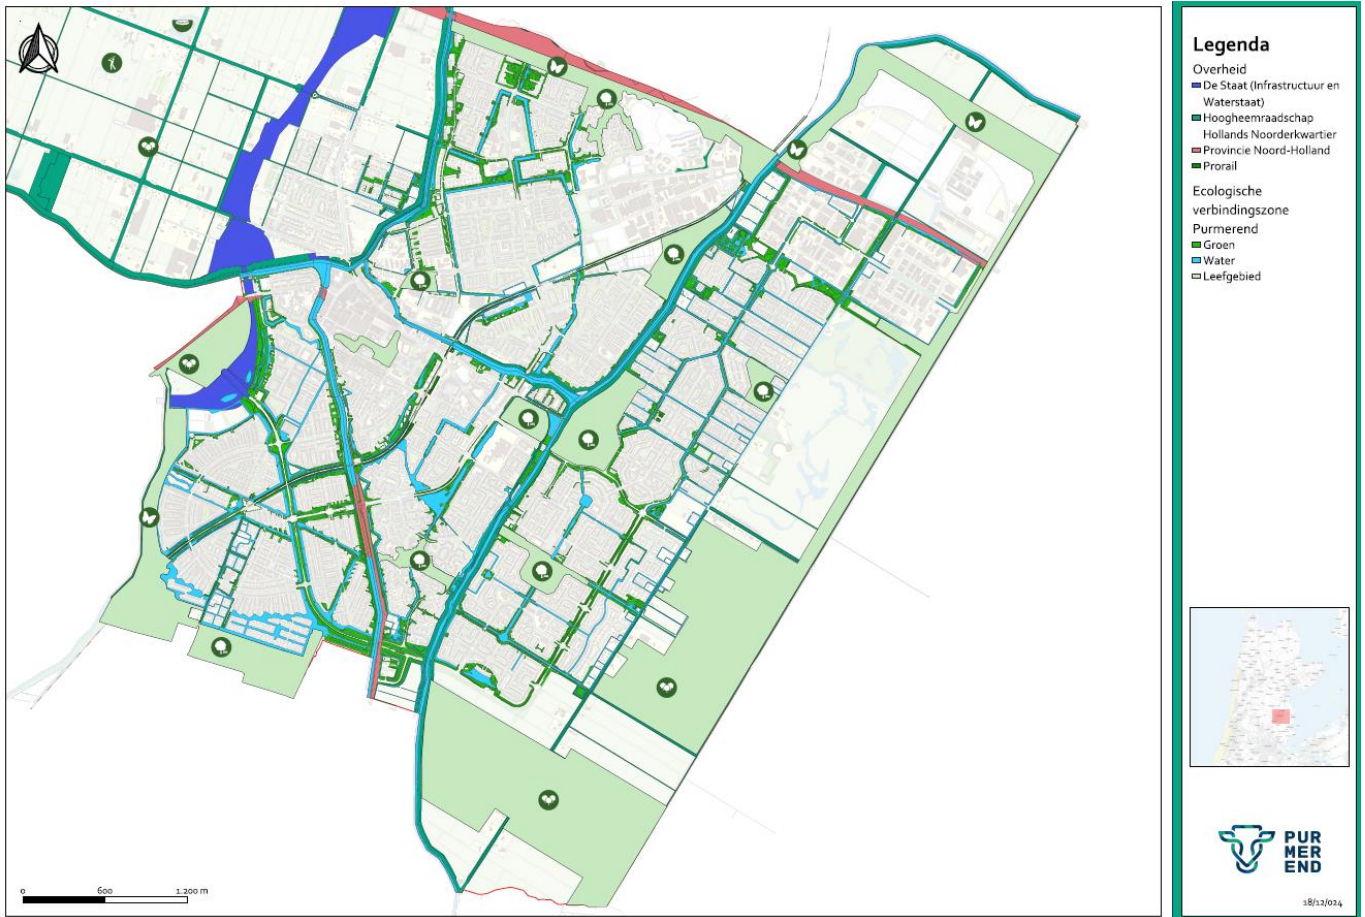 Legenda
Overheid
De Staat (Infrastructuur en
Waterstaat)
Hoogheemraadschap
Hollands Noorderkwartier
Provincie Noord-Holland
Prorail
Ecologische
verbindingszone
Purmerend
Groen
Water
Leefgebied
PUR
MER
END
18/12/024
0 600 1.200 m